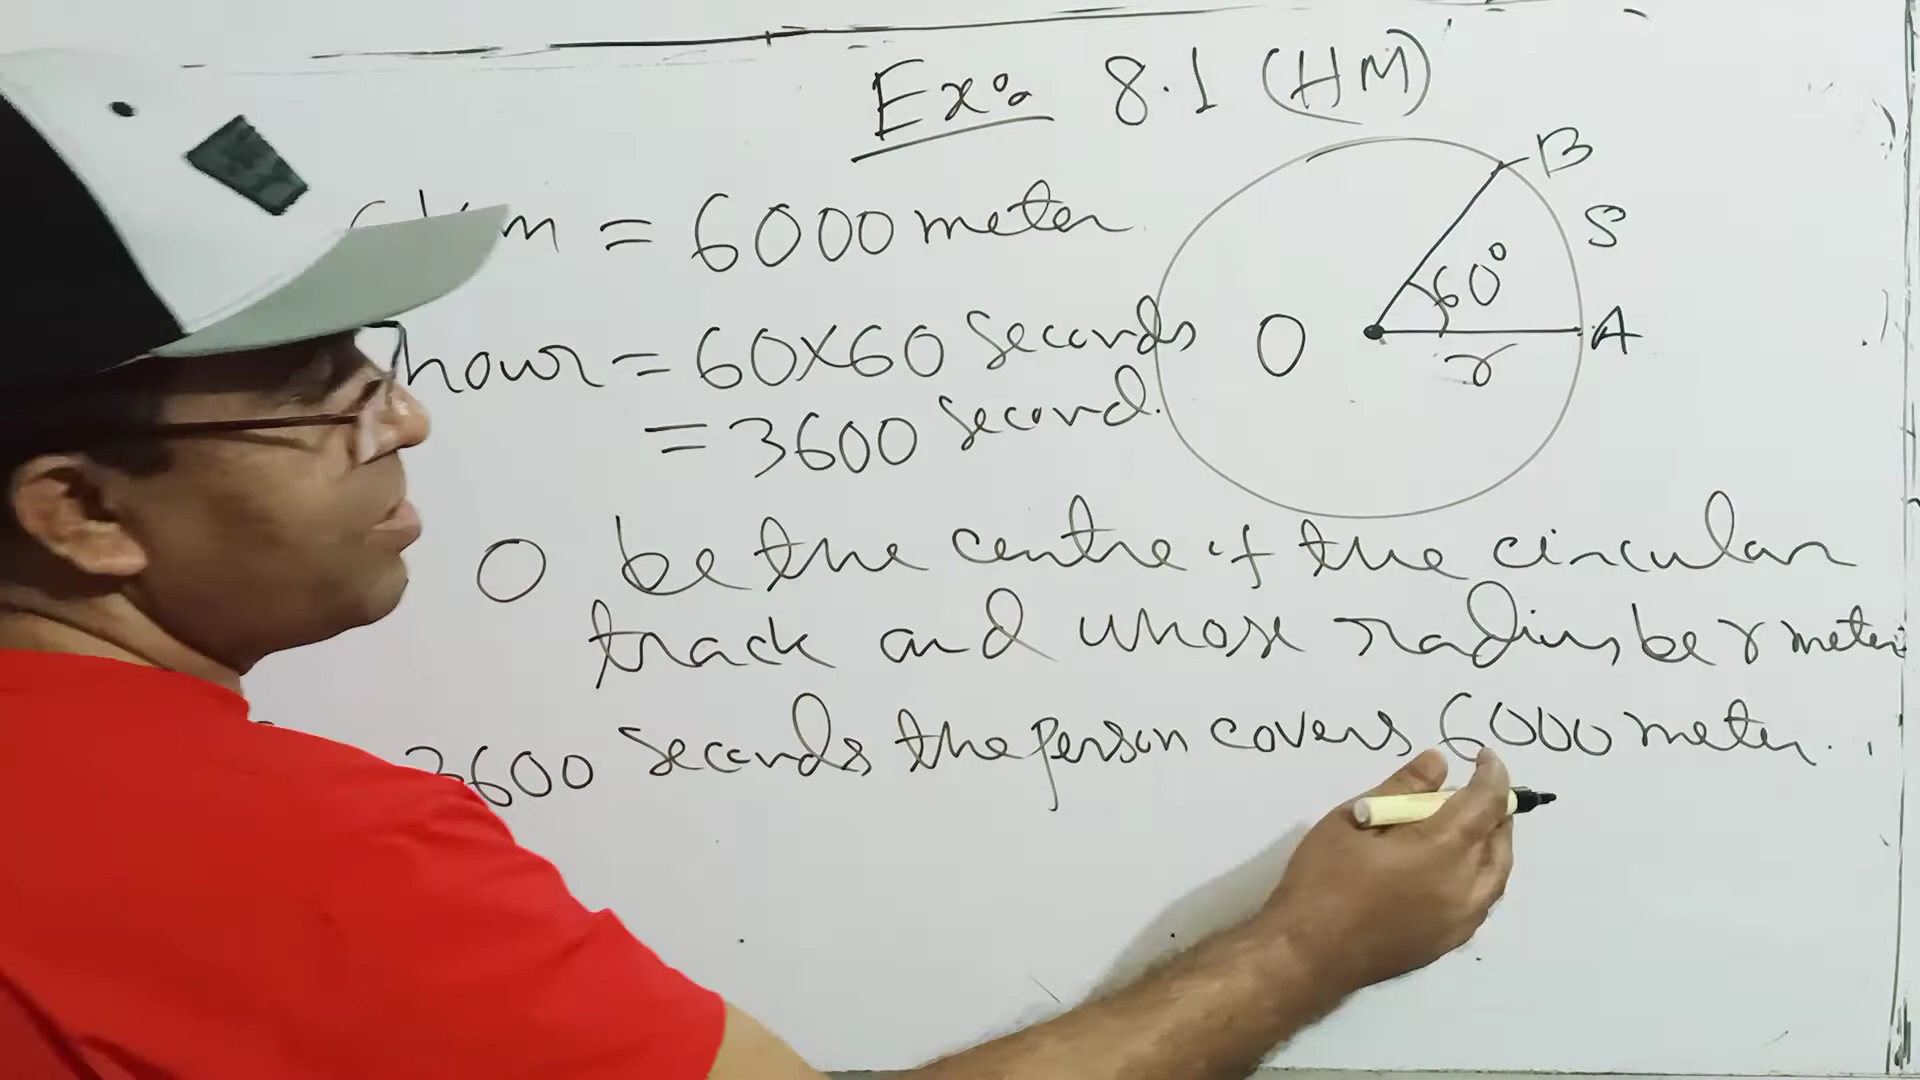 Ex: 8.1 (HM)
6 km = 6000 meter
hour = 60×60 seconds
= 3600 second.
B
S
60°
O
A
r
O be the centre of the circular
track and whose radius be r meter
3600 seconds the person covers 6000 meter.